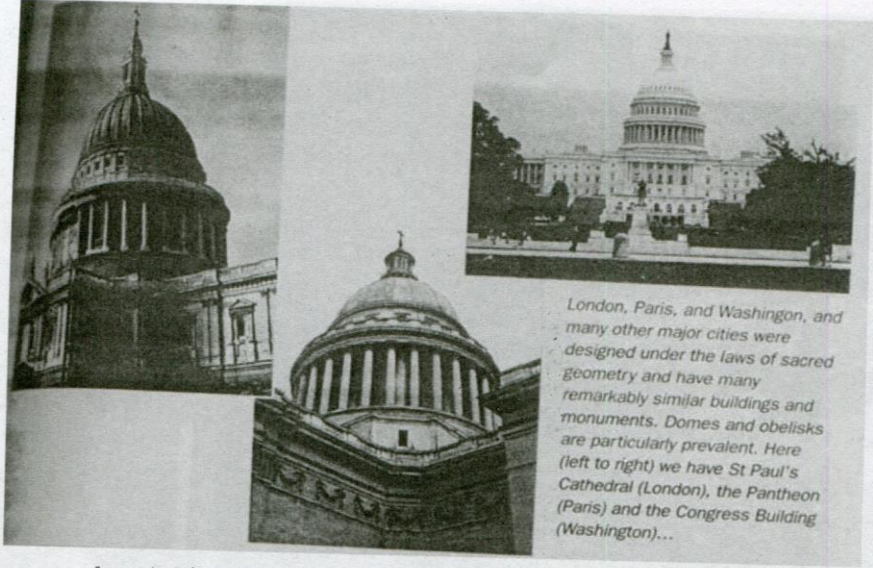 London, Paris, and Washingon, and
many other major cities were
designed under the laws of sacred
geometry and have many
remarkably similar buildings and
monuments. Domes and obelisks
are particularly prevalent. Here
(left to right) we have St Paul's
Cathedral (London), the Pantheon
(Paris) and the Congress Building
(Washington)...